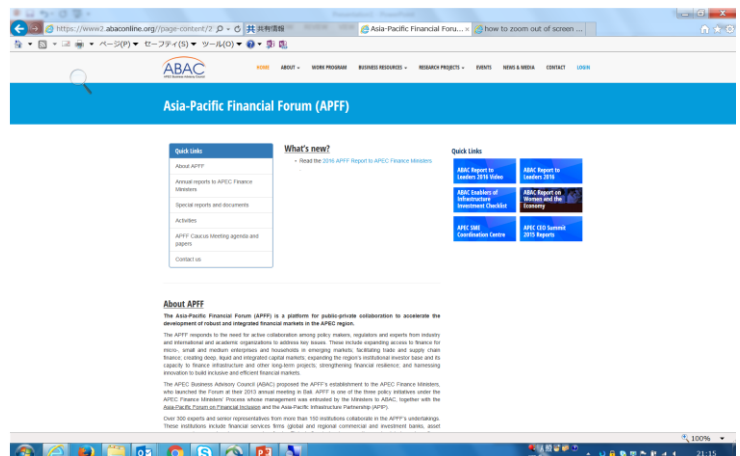 https://www2.abaconline.org//page-content/2
共有情報
Asia-Pacific Financial Foru... ×
how to zoom out of screen ...
ページ(P) セーフティ(S) ツール(O)
ABAC
HOME ABOUT WORK PROGRAM BUSINESS RESOURCES RESEARCH PROJECTS EVENTS NEWS & MEDIA CONTACT LOGIN
Asia-Pacific Financial Forum (APFF)
Quick Links
About APFF
Annual reports to APEC Finance
Ministers
Special reports and documents
Activities
APFF Caucus Meeting agenda and
papers
Contact us
What's new?
Read the 2016 APFF Report to APEC Finance Ministers
Quick Links
ABAC Report to
Leaders 2016 Video
ABAC Report to
Leaders 2016
ABAC Enablers of
Infrastructure
Investment Checklist
ABAC Report on
Women and the
Economy
APEC SME
Coordination Centre
APEC CEO Summit
2015 Reports
About APFF
The Asia-Pacific Financial Forum (APFF) is a platform for public-private collaboration to accelerate the
development of robust and integrated financial markets in the APEC region.
The APFF responds to the need for active collaboration among policy makers, regulators and experts from industry
and international and academic organizations to address key issues. These include expanding access to finance for
micro-, small and medium enterprises and households in emerging markets; facilitating trade and supply chain
finance; creating deep, liquid and integrated capital markets; expanding the region's institutional investor base and its
capacity to finance infrastructure and other long-term projects; strengthening financial resilience; and harnessing
innovation to build inclusive and efficient financial markets.
The APEC Business Advisory Council (ABAC) proposed the APFF's establishment to the APEC Finance Ministers,
who launched the Forum at their 2013 annual meeting in Bali. APFF is one of the three policy initiatives under the
APEC Finance Ministers' Process whose management was entrusted by the Ministers to ABAC, together with the
Asia-Pacific Forum on Financial Inclusion and the Asia-Pacific Infrastructure Partnership (APIP).
Over 300 experts and senior representatives from more than 150 institutions collaborate in the APFF's undertakings.
These institutions include financial services firms (global and regional commercial and investment banks, asset
100%
21:15